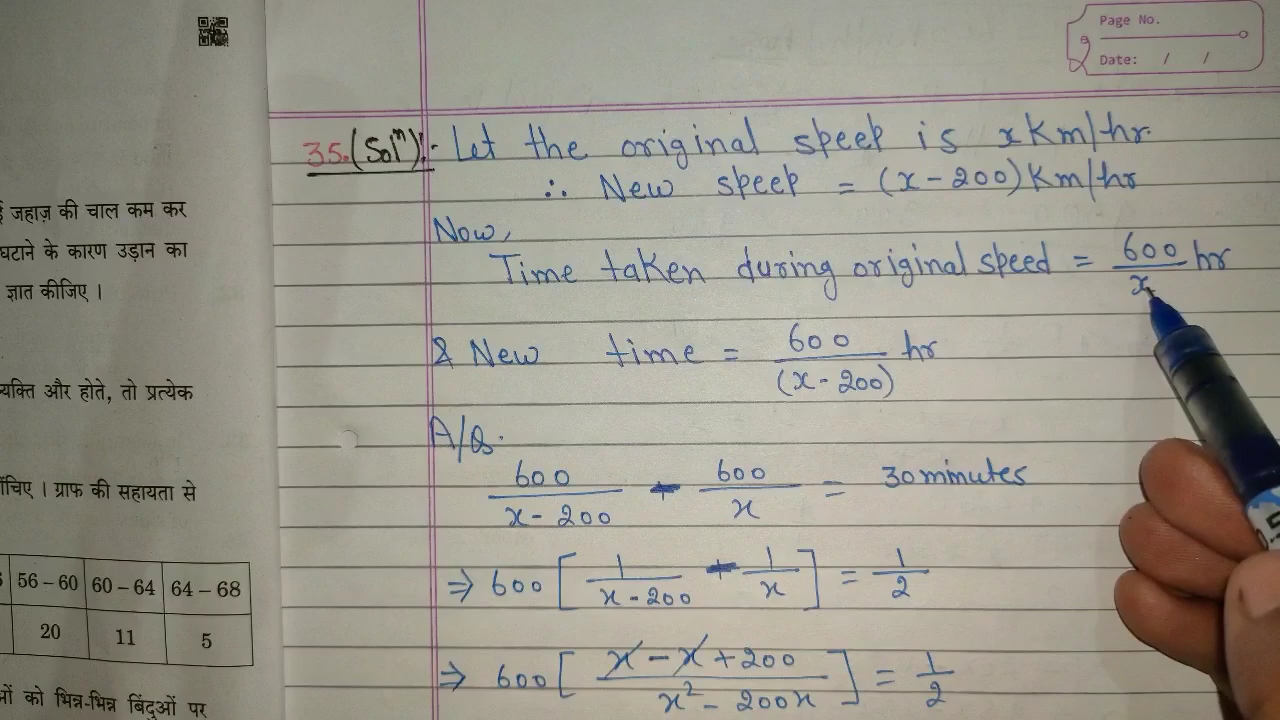 Page No.
Date: / /
35.(Solⁿ):- Let the original speep is x Km/hr.
∴ New speep = (x-200) Km/hr
Now,
Time taken during original speed = 600/x hr
& New time = 600/(x-200) hr
A/Q.
600/(x-200) - 600/x = 30 minutes
⇒ 600 [ 1/(x-200) - 1/x ] = 1/2
⇒ 600 [ (x - x + 200)/(x² - 200x) ] = 1/2
जहाज़ की चाल कम कर
घटाने के कारण उड़ान का
ज्ञात कीजिए ।
और होते, तो प्रत्येक
। ग्राफ की सहायता से
56 – 60 60 – 64 64 – 68
20 11 5
को भिन्न-भिन्न बिंदुओं पर